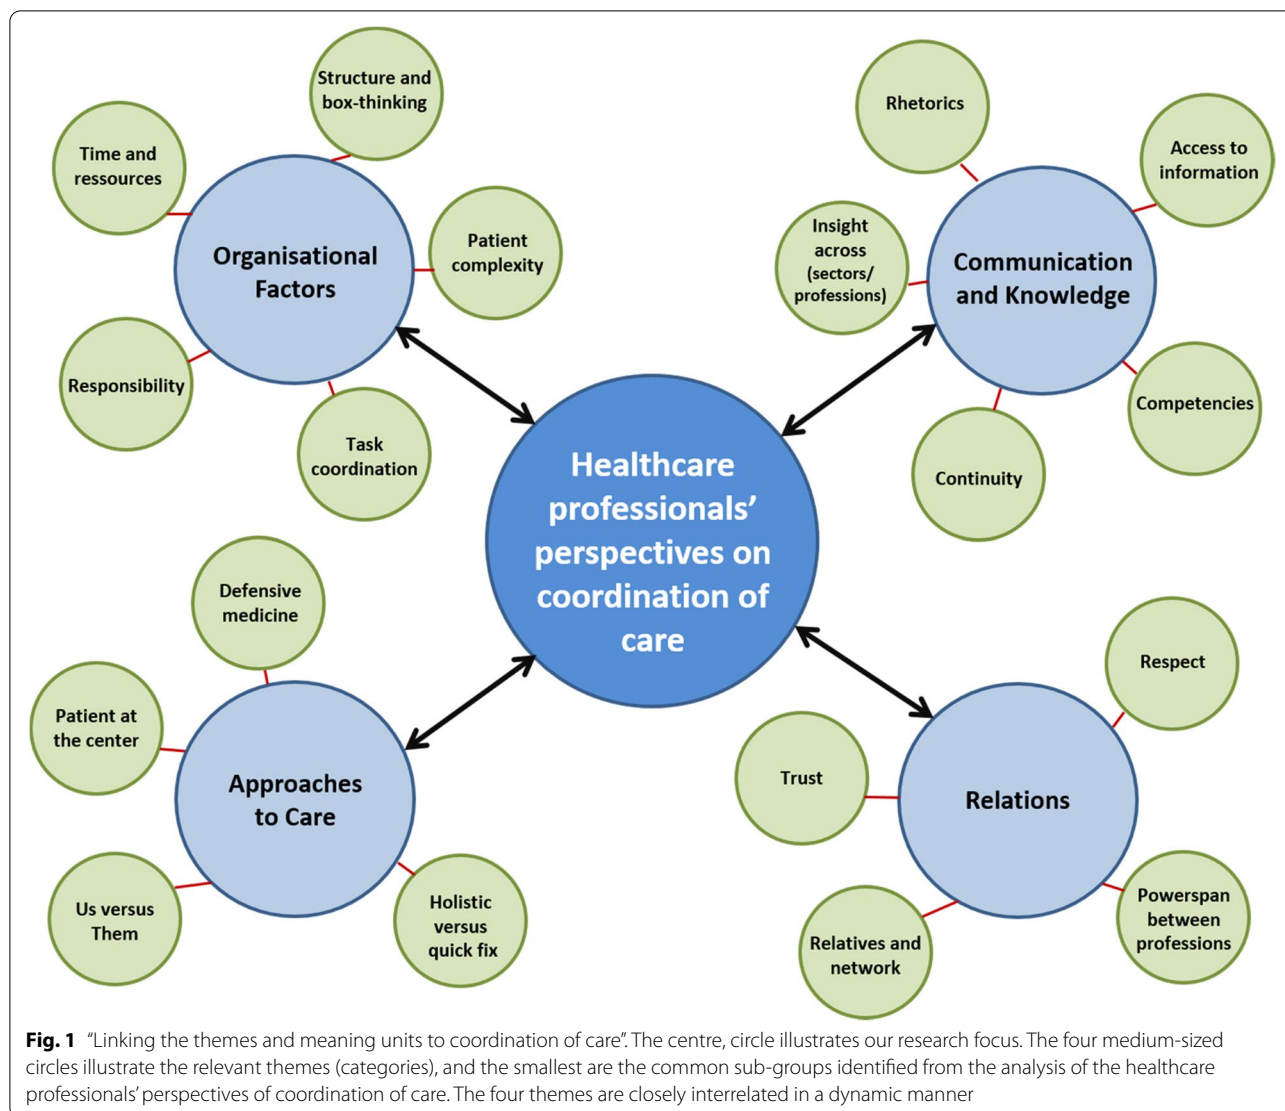 Structure and
box-thinking
Time and
ressources
Organisational
Factors
Patient
complexity
Responsibility
Task
coordination
Rhetorics
Access to
information
Insight
across
(sectors/
professions)
Communication
and Knowledge
Competencies
Continuity
Healthcare
professionals’
perspectives on
coordination of
care
Defensive
medicine
Patient at
the center
Approaches
to Care
Us versus
Them
Holistic
versus
quick fix
Respect
Trust
Relations
Relatives and
network
Powerspan
between
professions
Fig. 1 “Linking the themes and meaning units to coordination of care”. The centre, circle illustrates our research focus. The four medium-sized
circles illustrate the relevant themes (categories), and the smallest are the common sub-groups identified from the analysis of the healthcare
professionals’ perspectives of coordination of care. The four themes are closely interrelated in a dynamic manner